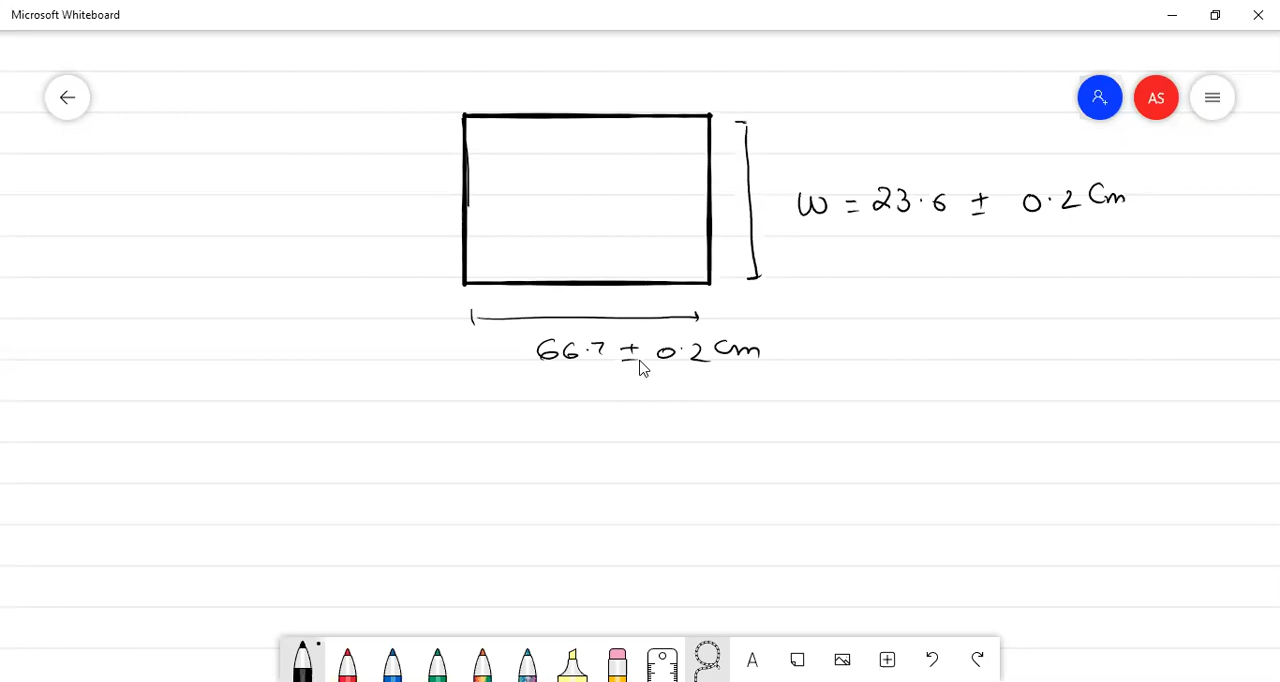 Microsoft Whiteboard
AS
W = 23.6 ± 0.2 Cm
66.7 ± 0.2 Cm
A